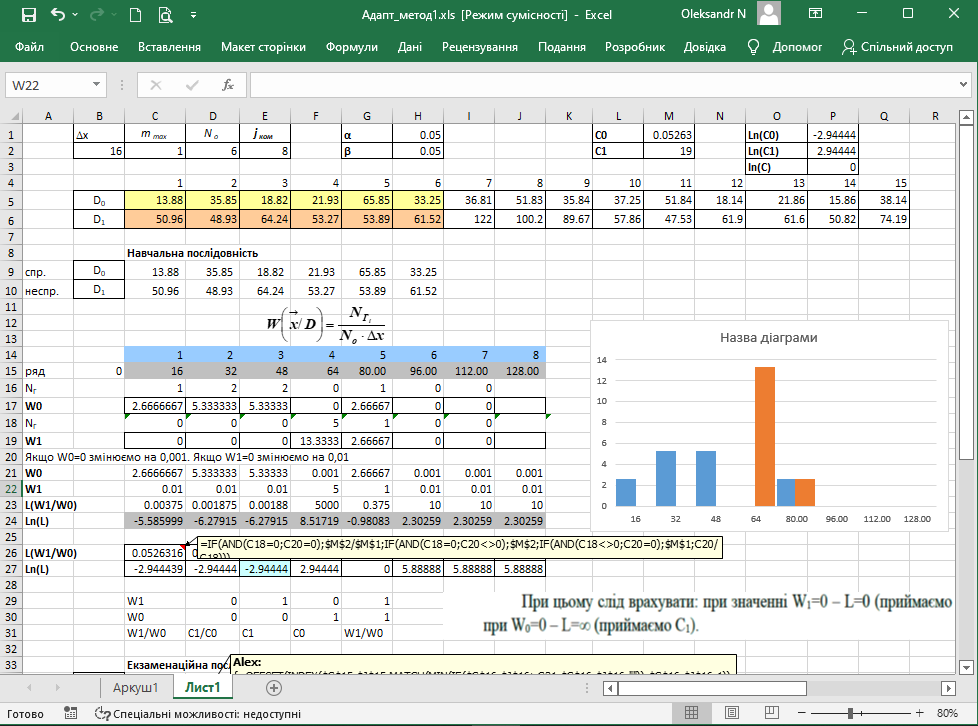 Адапт_метод1.xls [Режим сумісності] - Excel
Oleksandr N
Файл Основне Вставлення Макет сторінки Формули Дані Рецензування Подання Розробник Довідка Допомог Спільний доступ
W22 fx
A B C D E F G H I J K L M N O P Q R
1 Δx m max N o j ком α 0.05 C0 0.05263 Ln(C0) -2.94444
2 16 1 6 8 β 0.05 C1 19 Ln(C1) 2.94444
3 ln(C) 0
4 1 2 3 4 5 6 7 8 9 10 11 12 13 14 15
5 D0 13.88 35.85 18.82 21.93 65.85 33.25 36.81 51.83 35.84 37.25 51.84 18.14 21.86 15.86 38.14
6 D1 50.96 48.93 64.24 53.27 53.89 61.52 122 100.2 89.67 57.86 47.53 61.9 61.6 50.82 74.19
7
8 Навчальна послідовність
9 спр. D0 13.88 35.85 18.82 21.93 65.85 33.25
10 неспр. D1 50.96 48.93 64.24 53.27 53.89 61.52
11
12 W(x/D) = N Γi / N o · Δx
13
14 1 2 3 4 5 6 7 8
15 ряд 0 16 32 48 64 80.00 96.00 112.00 128.00
16 NГ 1 2 2 0 1 0 0
17 W0 2.6666667 5.333333 5.33333 0 2.66667 0 0
18 NГ 0 0 0 5 1 0 0
19 W1 0 0 0 13.3333 2.66667 0 0
20 Якщо W0=0 змінюємо на 0,001. Якщо W1=0 змінюємо на 0,01
21 W0 2.6666667 5.333333 5.33333 0.001 2.66667 0.001 0.001 0.001
22 W1 0.01 0.01 0.01 5 1 0.01 0.01 0.01
23 L(W1/W0) 0.00375 0.001875 0.00188 5000 0.375 10 10 10
24 Ln(L) -5.585999 -6.27915 -6.27915 8.51719 -0.98083 2.30259 2.30259 2.30259
25
26 L(W1/W0) 0.0526316 =IF(AND(C18=0;C20=0);$M$2/$M$1;IF(AND(C18=0;C20<>0);$M$2;IF(AND(C18<>0;C20=0);$M$1;C20/
27 Ln(L) -2.944439 -2.94444 -2.94444 2.94444 0 5.88888 5.88888 5.88888
28
29 W1 0 1 0 1
30 W0 0 0 1 1
31 W1/W0 C1/C0 C1 C0 W1/W0
32
33 Екзаменаційна Alex:
Назва діаграми
14
12
10
8
6
4
2
0
16 32 48 64 80.00 96.00 112.00 128.00
При цьому слід врахувати: при значенні W1=0 – L=0 (приймаємо
при W0=0 – L=∞ (приймаємо C1).
Аркуш1 Лист1
Готово Спеціальні можливості: недоступні 80%